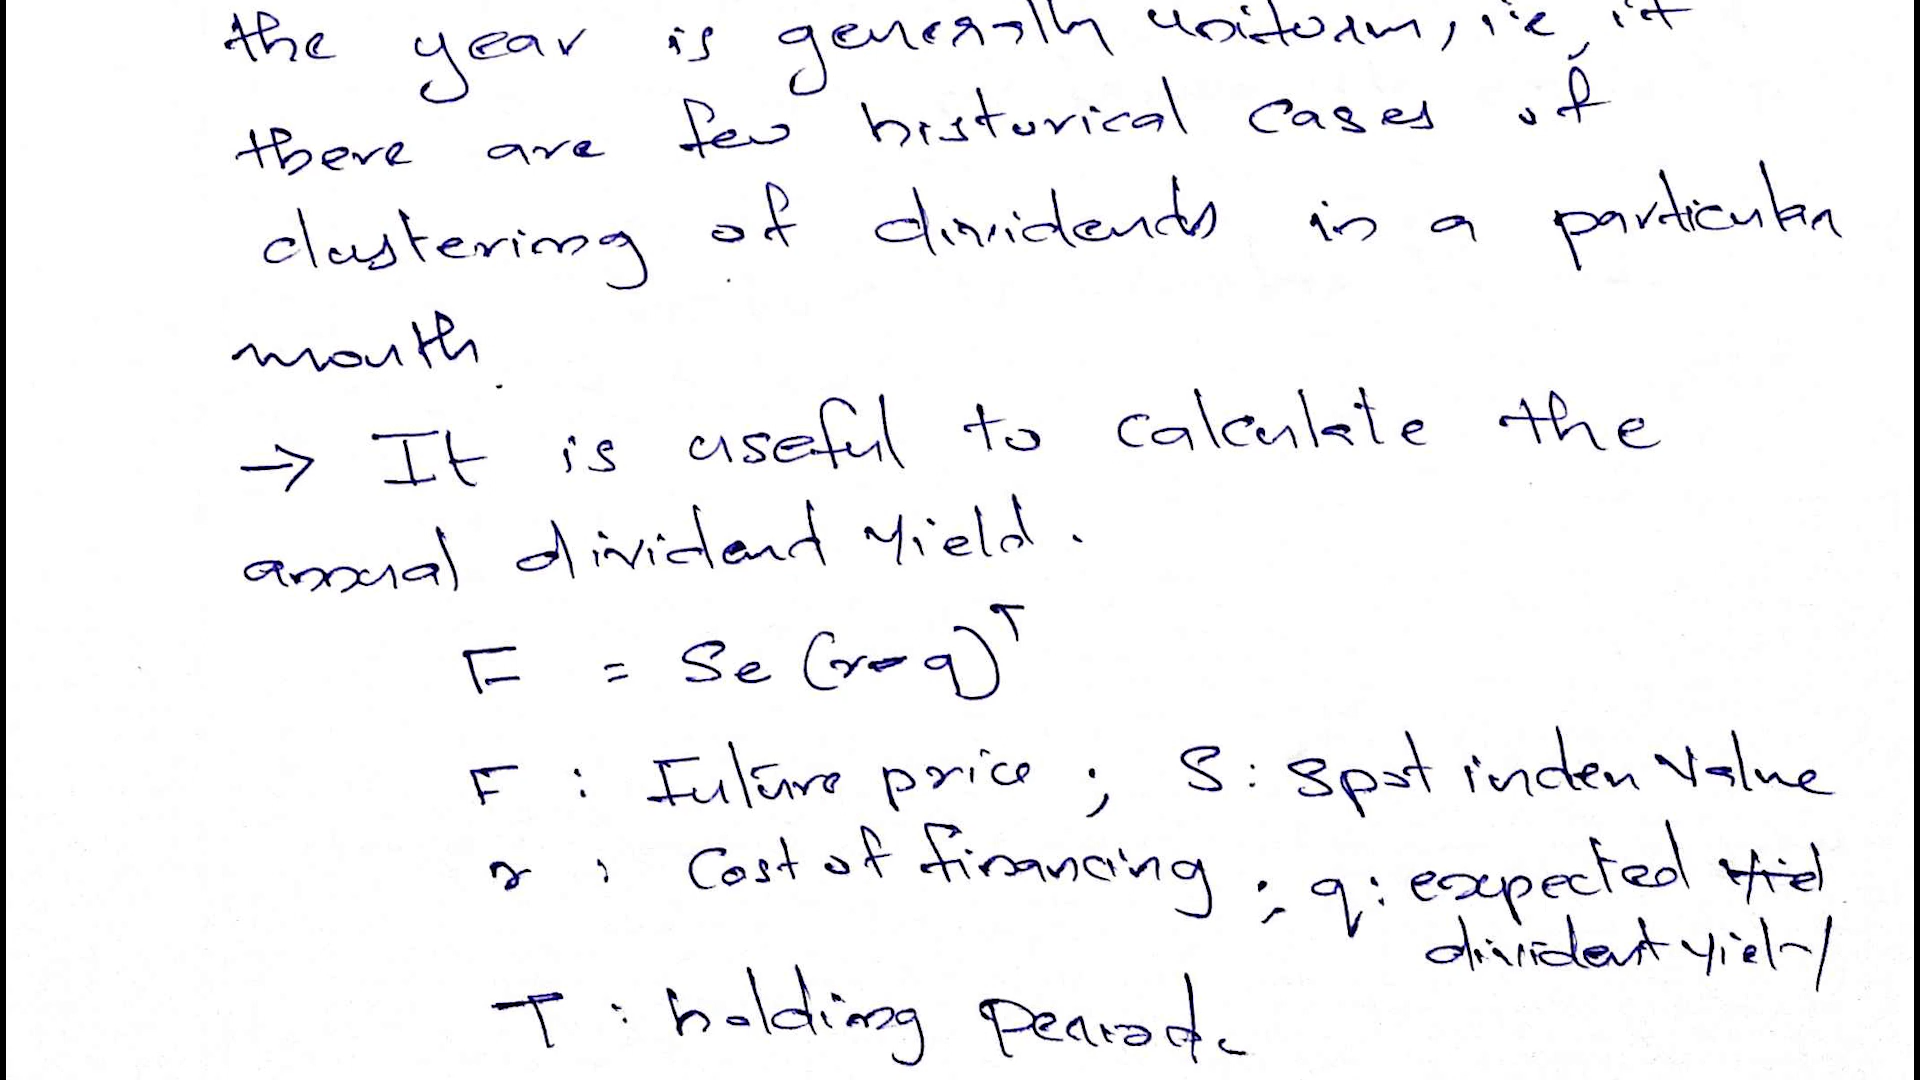 the year is generally uniform, i.e, if
there are few historical cases of
clustering of dividends in a particular
month.
→ It is useful to calculate the
annual dividend yield.
F = Se (r-q)^T
F : Future price ; S: Spot index Value
r : Cost of financing ; q: expected yiel
dividend yield
T : holding period.